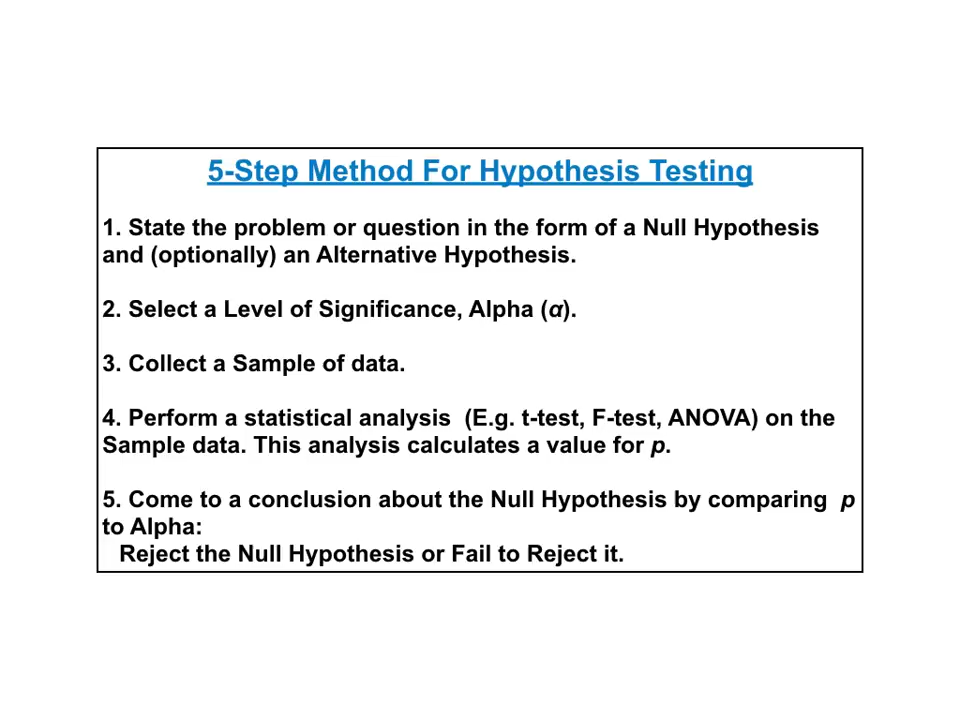 5-Step Method For Hypothesis Testing
1. State the problem or question in the form of a Null Hypothesis
and (optionally) an Alternative Hypothesis.
2. Select a Level of Significance, Alpha (α).
3. Collect a Sample of data.
4. Perform a statistical analysis  (E.g. t-test, F-test, ANOVA) on the
Sample data. This analysis calculates a value for p.
5. Come to a conclusion about the Null Hypothesis by comparing  p
to Alpha:
Reject the Null Hypothesis or Fail to Reject it.